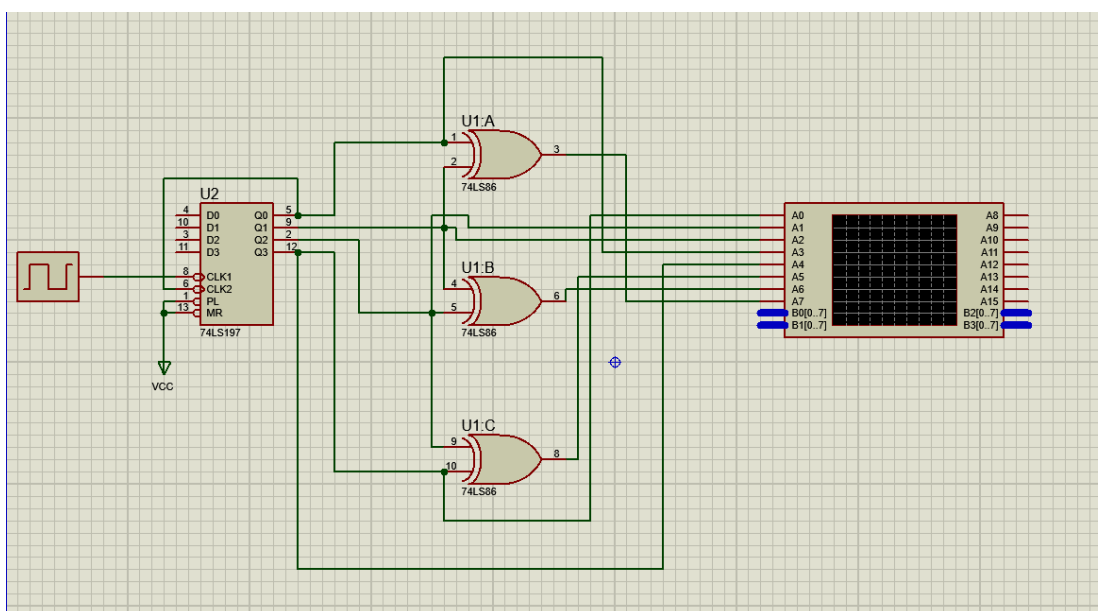 U1:A
1
2
3
74LS86
U2
4 D0 Q0 5
10 D1 Q1 9
3 D2 Q2 2
11 D3 Q3 12
8 CLK1
6 CLK2
1 PL
13 MR
74LS197
VCC
U1:B
4
5
6
74LS86
U1:C
9
10
8
74LS86
A0 A8
A1 A9
A2 A10
A3 A11
A4 A12
A5 A13
A6 A14
A7 A15
B0[0..7] B2[0..7]
B1[0..7] B3[0..7]